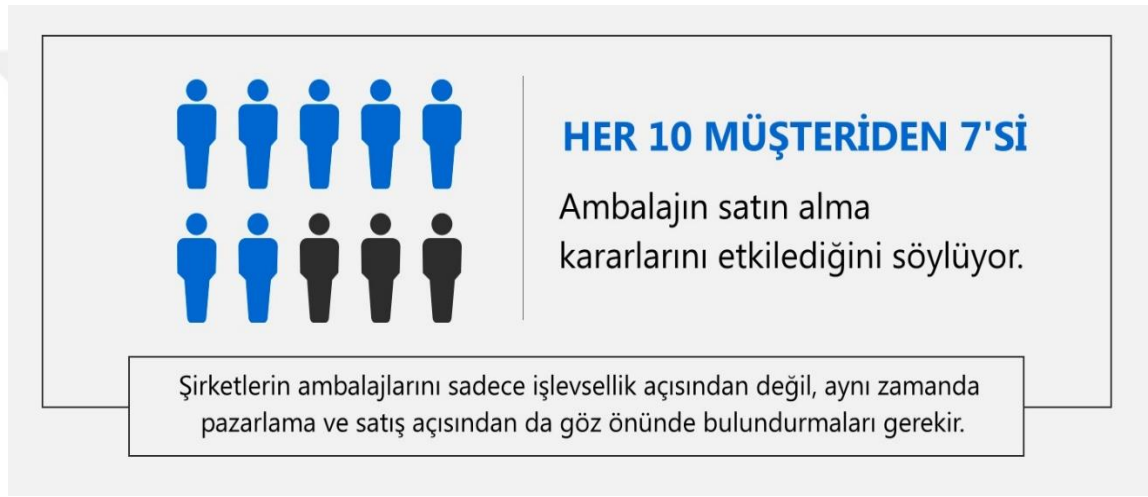 HER 10 MÜŞTERİDEN 7'Sİ
Ambalajın satın alma
kararlarını etkilediğini söylüyor.
Şirketlerin ambalajlarını sadece işlevsellik açısından değil, aynı zamanda
pazarlama ve satış açısından da göz önünde bulundurmaları gerekir.